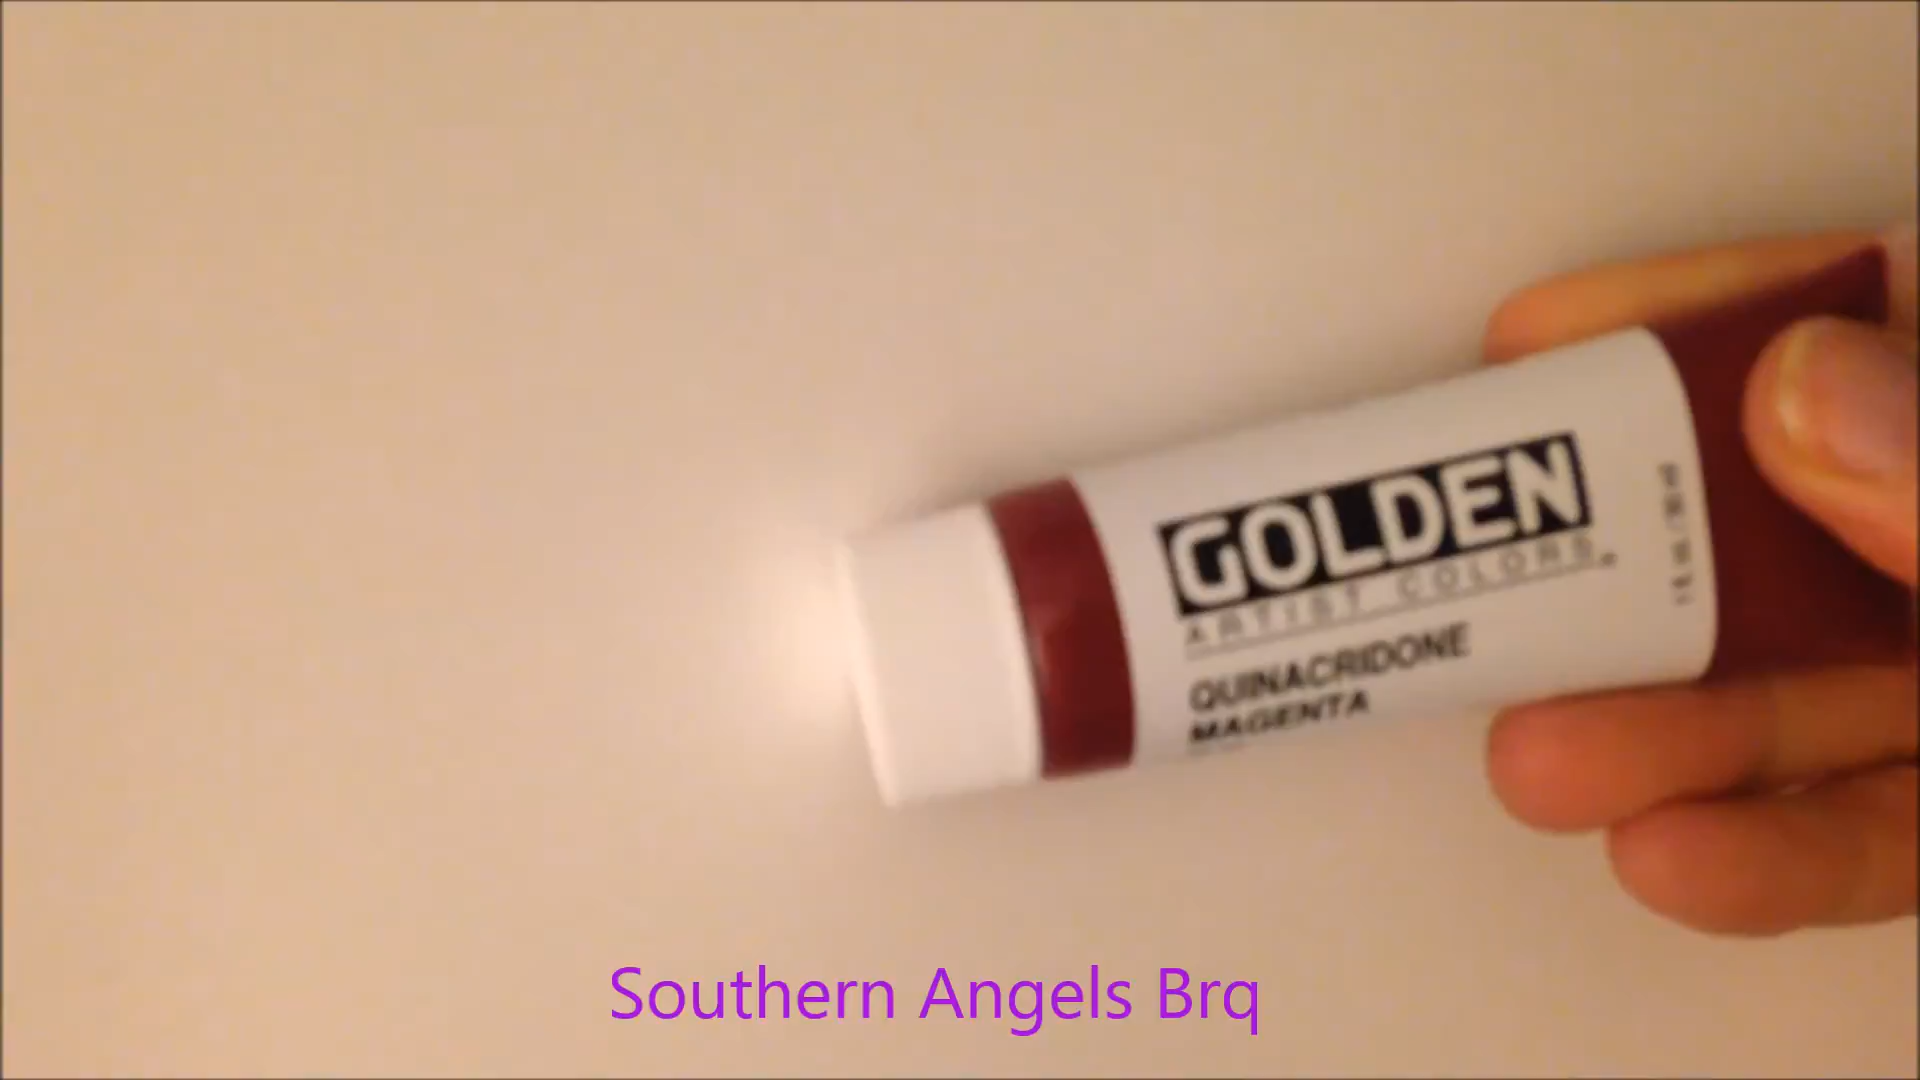 GOLDEN
ARTIST COLORS
QUINACRIDONE
MAGENTA
Southern Angels Brq